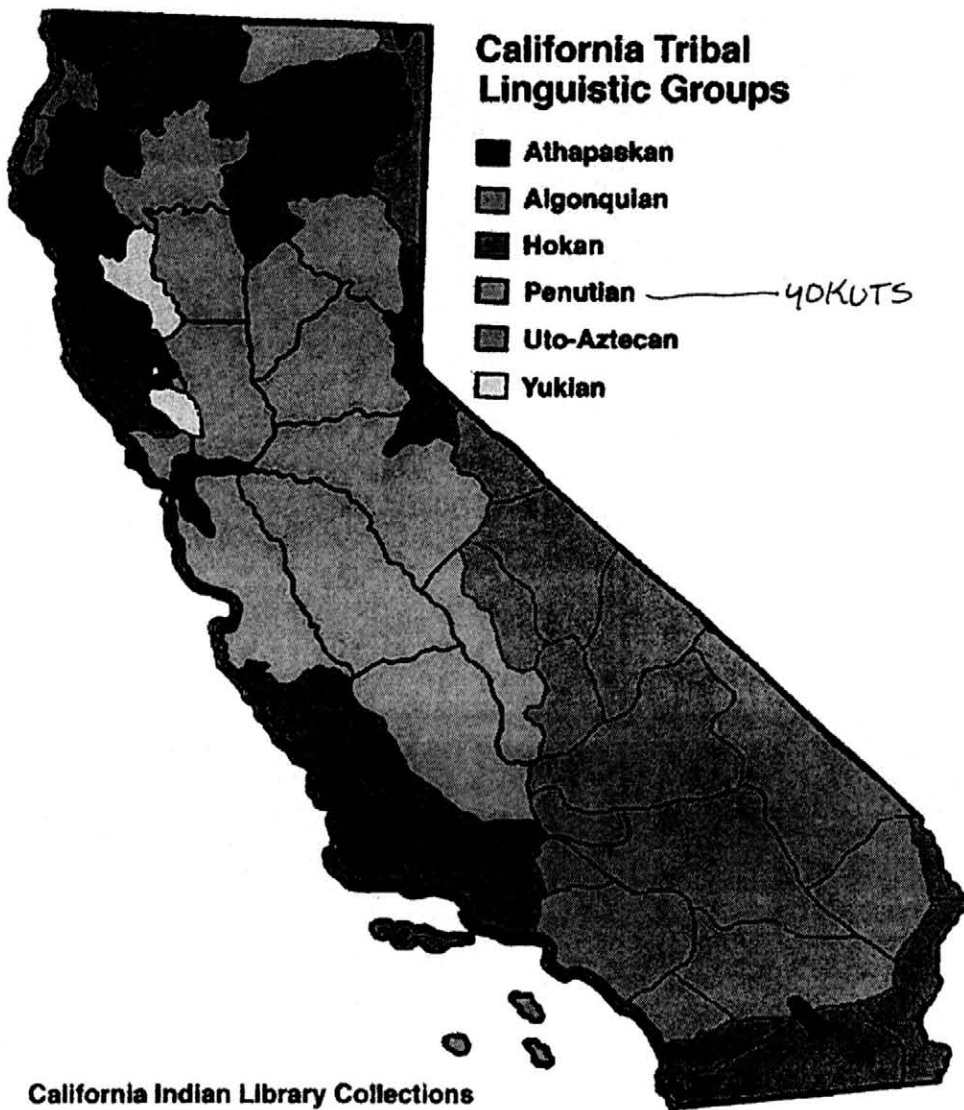 California Tribal
Linguistic Groups
Athapaskan
Algonquian
Hokan
Penutian YOKUTS
Uto-Aztecan
Yukian
California Indian Library Collections